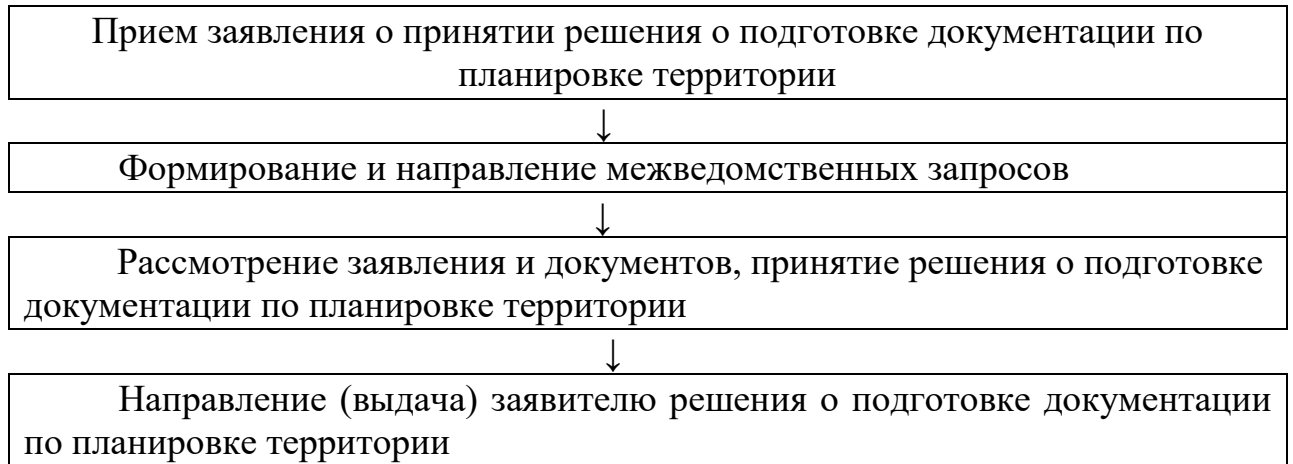 Прием заявления о принятии решения о подготовке документации по
планировке территории
↓
Формирование и направление межведомственных запросов
↓
Рассмотрение заявления и документов, принятие решения о подготовке
документации по планировке территории
↓
Направление (выдача) заявителю решения о подготовке документации
по планировке территории